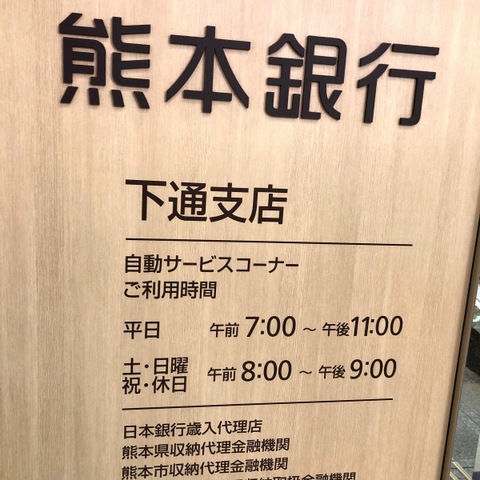 熊本銀行
下通支店
自動サービスコーナー
ご利用時間
平日 午前 7:00 ～ 午後 11:00
土・日曜
祝・休日 午前 8:00 ～ 午後 9:00
日本銀行歳入代理店
熊本県収納代理金融機関
熊本市収納代理金融機関